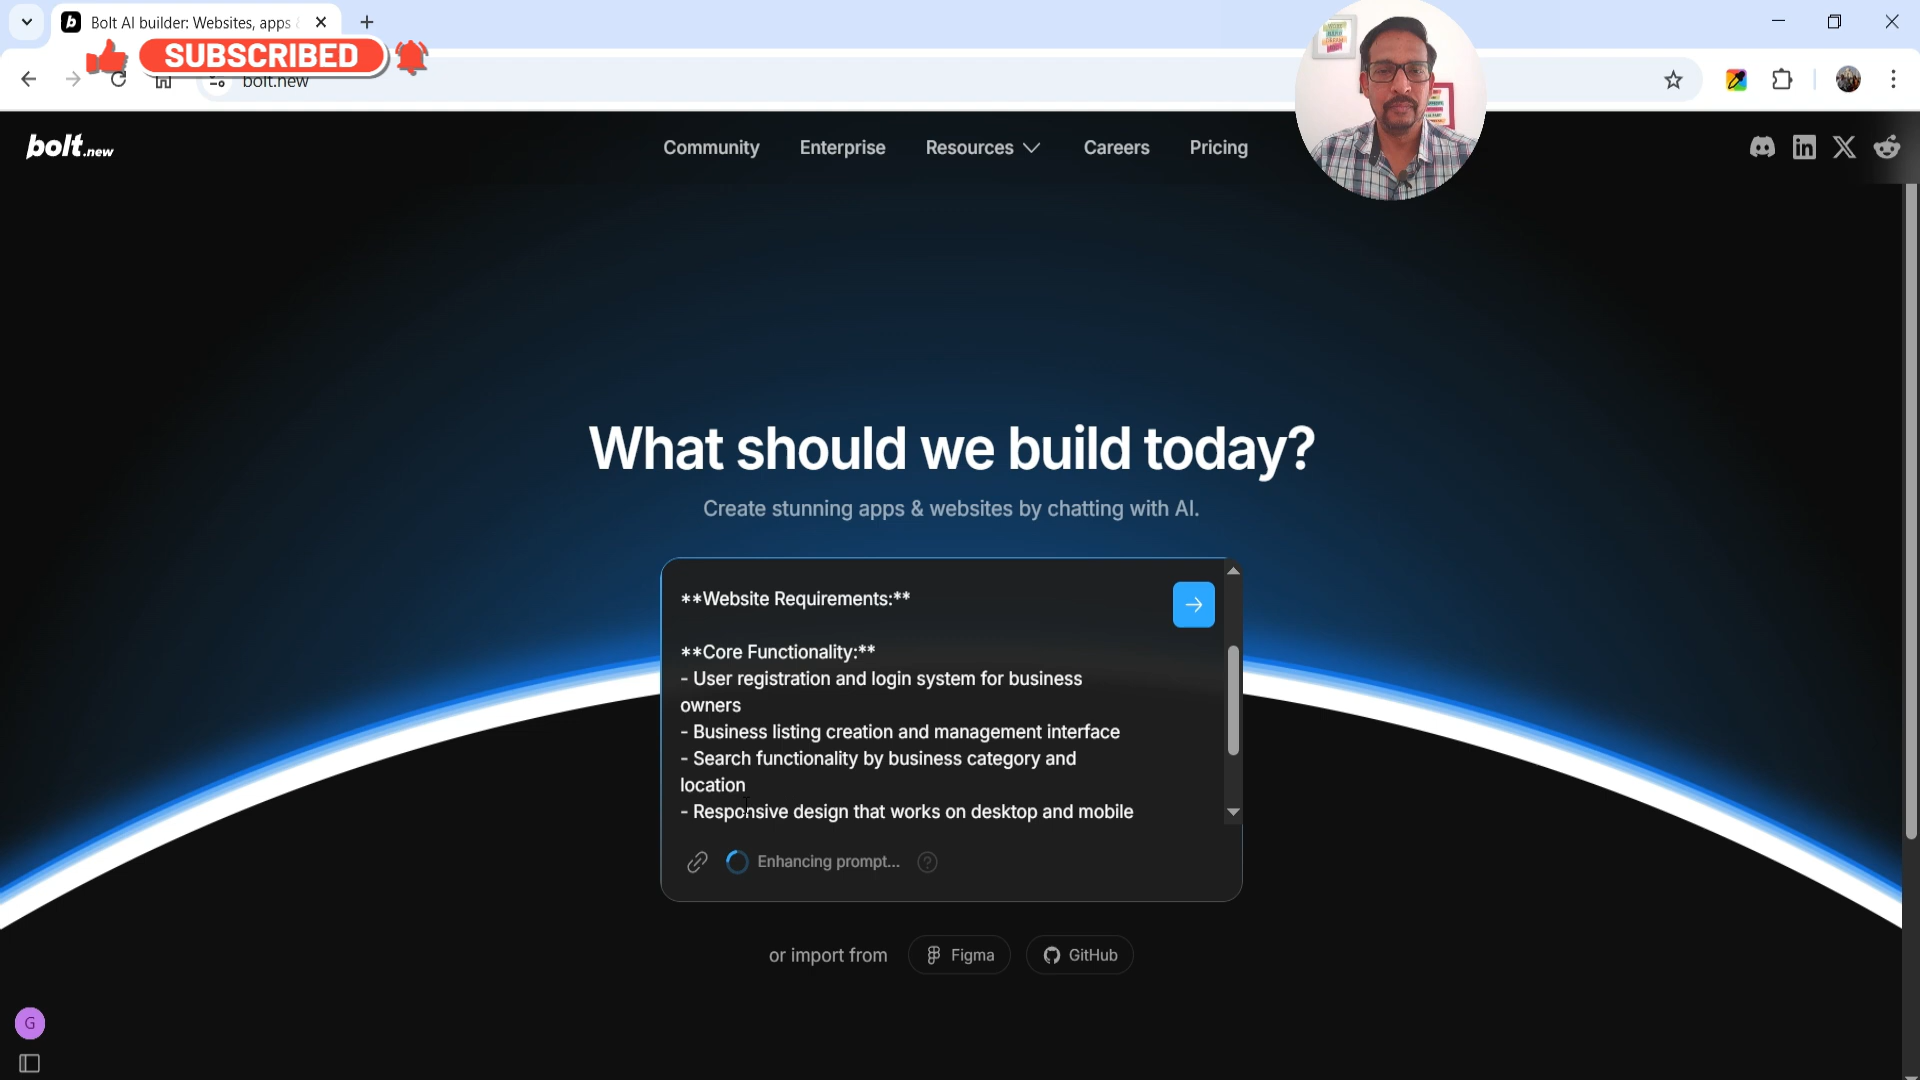 Bolt AI builder: Websites, apps
SUBSCRIBED
bolt.new
bolt.new
Community
Enterprise
Resources
Careers
Pricing
What should we build today?
Create stunning apps & websites by chatting with AI.
**Website Requirements:**
**Core Functionality:**
- User registration and login system for business
owners
- Business listing creation and management interface
- Search functionality by business category and
location
- Responsive design that works on desktop and mobile
Enhancing prompt...
or import from
Figma
GitHub
G